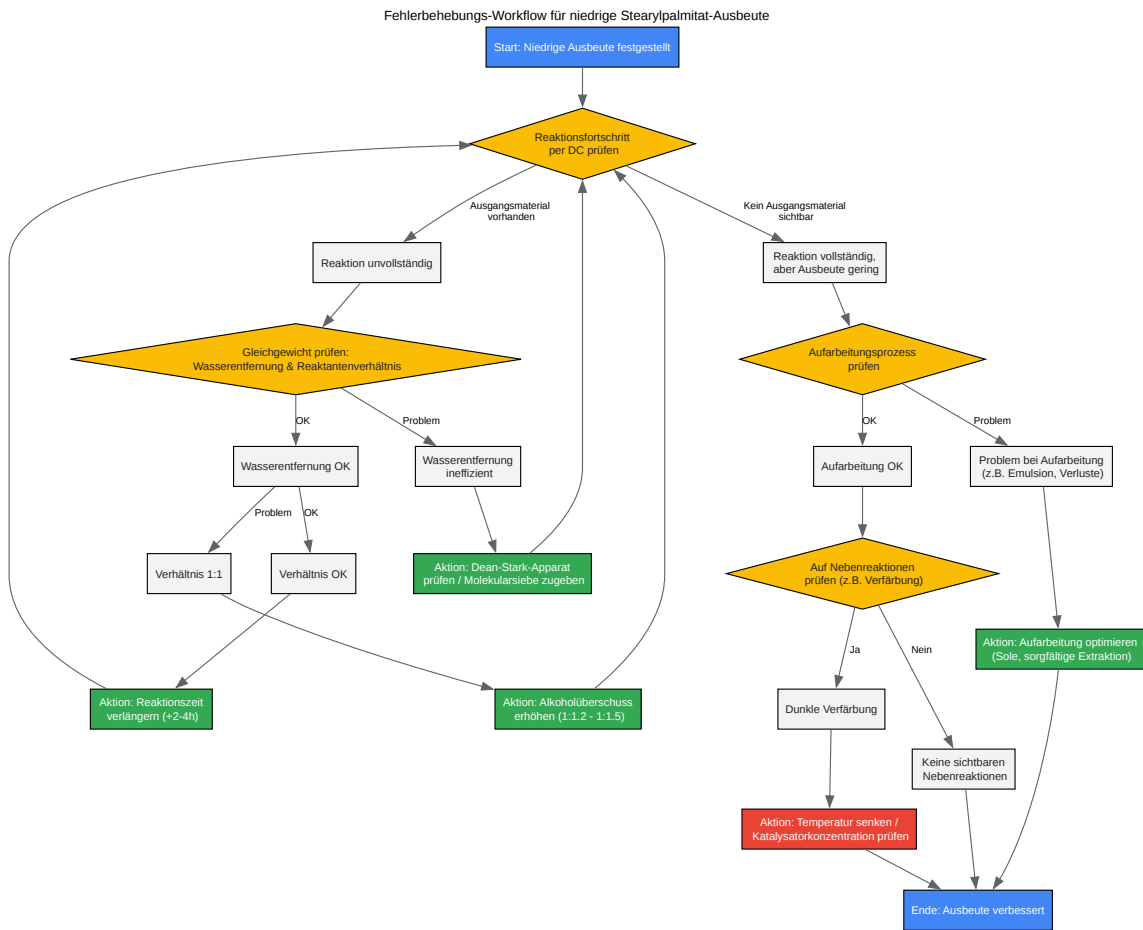 Fehlerbehebungs-Workflow für niedrige Stearylpalmitat-Ausbeute
Start: Niedrige Ausbeute festgestellt
Reaktionsfortschritt
per DC prüfen
Ausgangsmaterial
vorhanden
Kein Ausgangsmaterial
sichtbar
Reaktion unvollständig
Reaktion vollständig,
aber Ausbeute gering
Gleichgewicht prüfen:
Wasserentfernung & Reaktantenverhältnis
Aufarbeitungsprozess
prüfen
OK
Problem
OK
Problem
Wasserentfernung OK
Wasserentfernung
ineffizient
Aufarbeitung OK
Problem bei Aufarbeitung
(z.B. Emulsion, Verluste)
Problem
OK
Verhältnis 1:1
Verhältnis OK
Aktion: Dean-Stark-Apparat
prüfen / Molekularsiebe zugeben
Auf Nebenreaktionen
prüfen (z.B. Verfärbung)
Ja
Nein
Aktion: Aufarbeitung optimieren
(Sole, sorgfältige Extraktion)
Aktion: Reaktionszeit
verlängern (+2-4h)
Aktion: Alkoholüberschuss
erhöhen (1:1.2 - 1:1.5)
Dunkle Verfärbung
Keine sichtbaren
Nebenreaktionen
Aktion: Temperatur senken /
Katalysatorkonzentration prüfen
Ende: Ausbeute verbessert